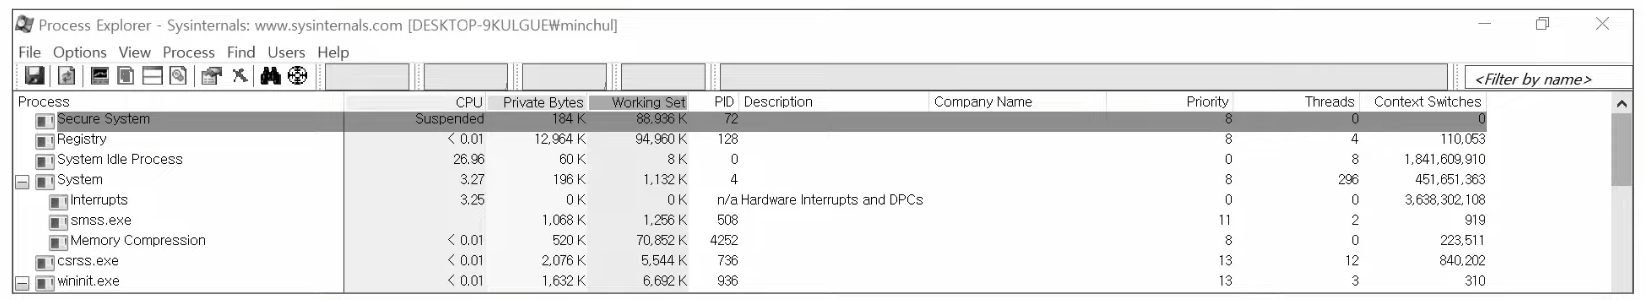 Process Explorer - Sysinternals: www.sysinternals.com [DESKTOP-9KULGUE₩minchul]
File Options View Process Find Users Help
<Filter by name>
Process CPU Private Bytes Working Set PID Description Company Name Priority Threads Context Switches
Secure System Suspended 184 K 88,936 K 72 8 0 0
Registry < 0.01 12,964 K 94,960 K 128 8 4 110,053
System Idle Process 26.96 60 K 8 K 0 0 8 1,841,609,910
System 3.27 196 K 1,132 K 4 8 296 451,651,363
Interrupts 3.25 0 K 0 K n/a Hardware Interrupts and DPCs 0 0 3,638,302,108
smss.exe 1,068 K 1,256 K 508 11 2 919
Memory Compression < 0.01 520 K 70,852 K 4252 8 0 223,511
csrss.exe < 0.01 2,076 K 5,544 K 736 13 12 840,202
wininit.exe < 0.01 1,632 K 6,692 K 936 13 3 310